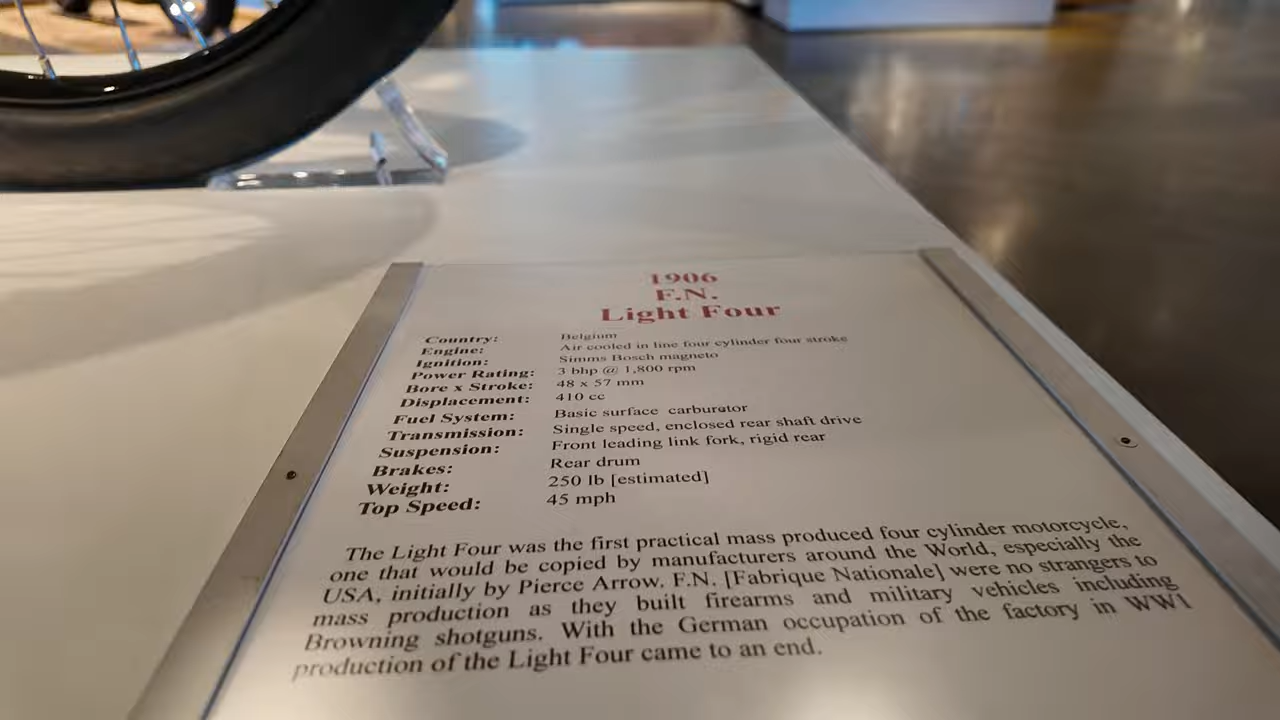 1906
F.N.
Light Four
Country: Belgium
Engine: Air cooled in line four cylinder four stroke
Ignition: Simms Bosch magneto
Power Rating: 3 bhp @ 1,800 rpm
Bore x Stroke: 48 x 57 mm
Displacement: 410 cc
Fuel System: Basic surface carburetor
Transmission: Single speed, enclosed rear shaft drive
Suspension: Front leading link fork, rigid rear
Brakes: Rear drum
Weight: 250 lb [estimated]
Top Speed: 45 mph
The Light Four was the first practical mass produced four cylinder motorcycle,
one that would be copied by manufacturers around the World, especially the
USA, initially by Pierce Arrow. F.N. [Fabrique Nationale] were no strangers to
mass production as they built firearms and military vehicles including
Browning shotguns. With the German occupation of the factory in WW1
production of the Light Four came to an end.